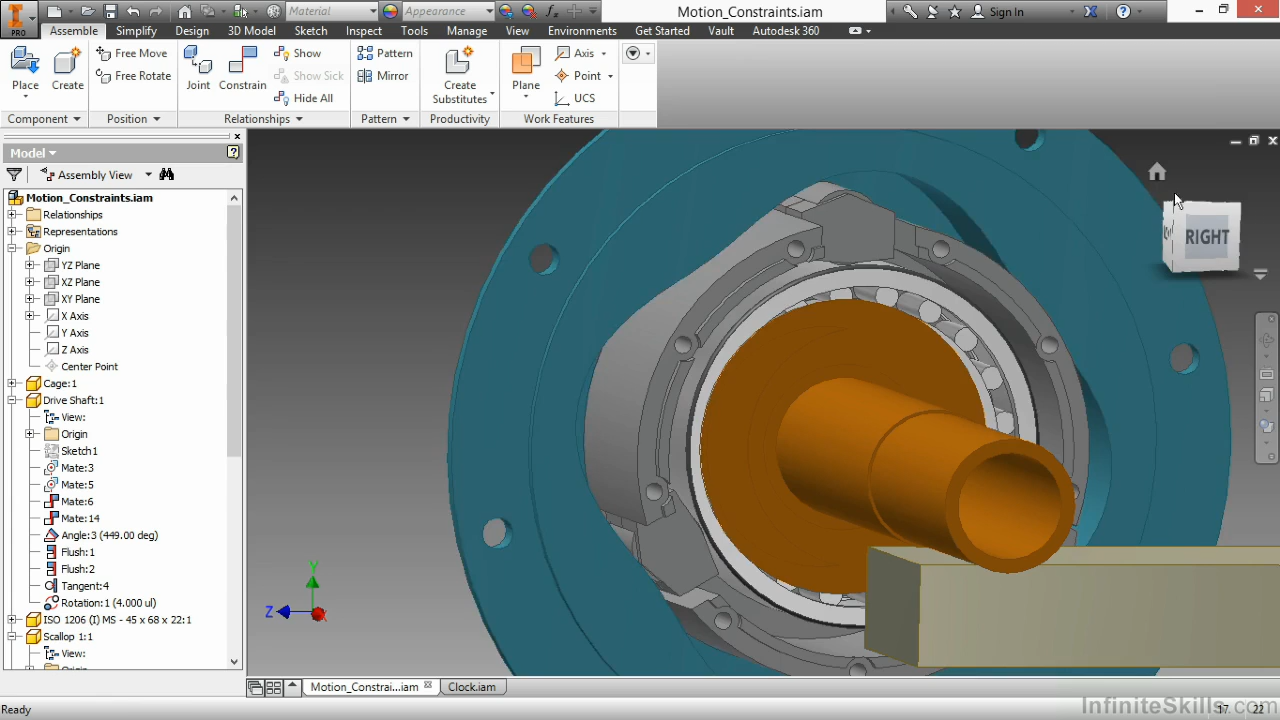 PRO
Material
Appearance
Motion_Constraints.iam
Sign In
Assemble Simplify Design 3D Model Sketch Inspect Tools Manage View Environments Get Started Vault Autodesk 360
Place Create Free Move Free Rotate Joint Constrain Show Show Sick Hide All Pattern Mirror Create Substitutes Plane Axis Point UCS
Component Position Relationships Pattern Productivity Work Features
Model
Assembly View
Motion_Constraints.iam
Relationships
Representations
Origin
YZ Plane
XZ Plane
XY Plane
X Axis
Y Axis
Z Axis
Center Point
Cage:1
Drive Shaft:1
View:
Origin
Sketch1
Mate:3
Mate:5
Mate:6
Mate:14
Angle:3 (449.00 deg)
Flush:1
Flush:2
Tangent:4
Rotation:1 (4.000 ul)
ISO 1206 (I) MS - 45 x 68 x 22:1
Scallop 1:1
View:
RIGHT
Y
Z
Motion_Constrai...iam Clock.iam
Ready
InfiniteSkills.com
17 22